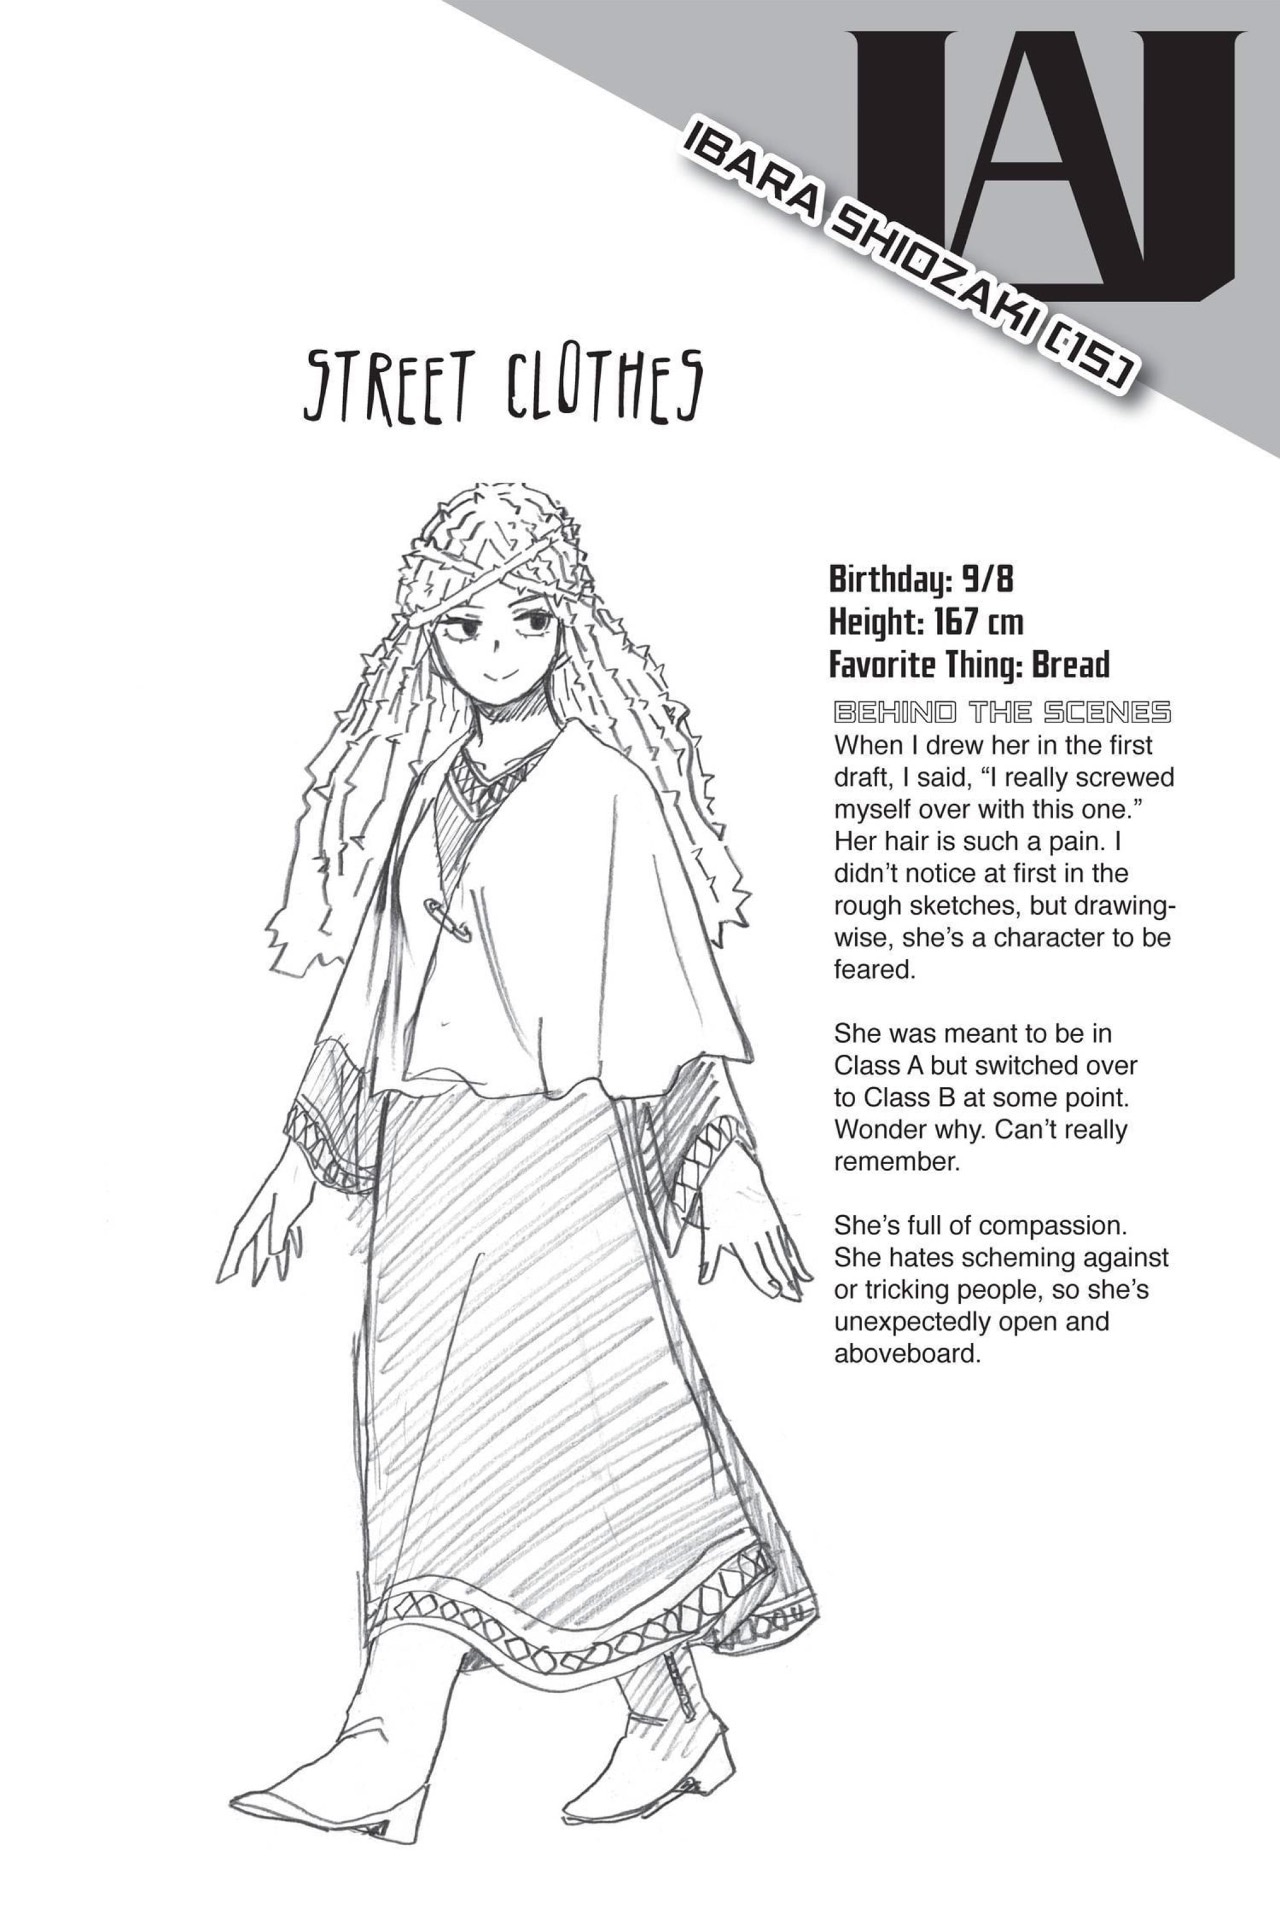 UA
IBARA SHIOZAKI (15)
STREET CLOTHES
Birthday: 9/8
Height: 167 cm
Favorite Thing: Bread
BEHIND THE SCENES
When I drew her in the first
draft, I said, “I really screwed
myself over with this one.”
Her hair is such a pain. I
didn’t notice at first in the
rough sketches, but drawing-
wise, she’s a character to be
feared.
She was meant to be in
Class A but switched over
to Class B at some point.
Wonder why. Can’t really
remember.
She’s full of compassion.
She hates scheming against
or tricking people, so she’s
unexpectedly open and
aboveboard.